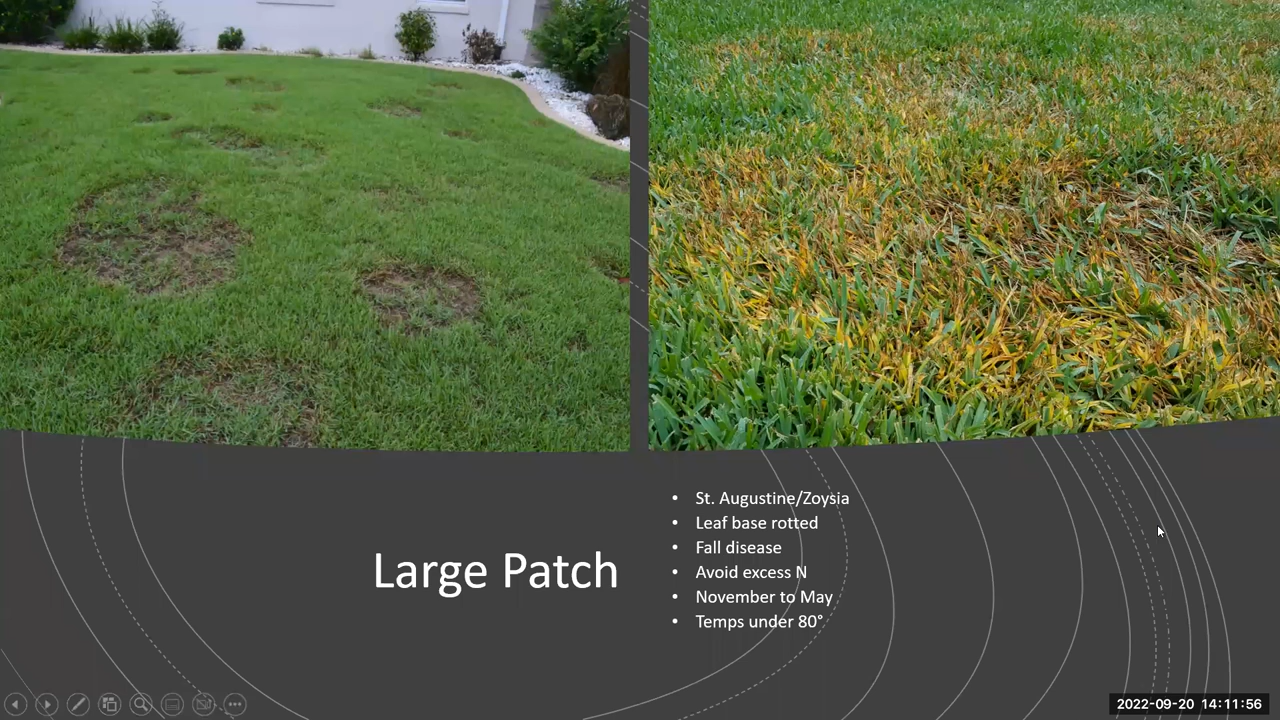 Large Patch
• St. Augustine/Zoysia
• Leaf base rotted
• Fall disease
• Avoid excess N
• November to May
• Temps under 80°
2022-09-20 14:11:56